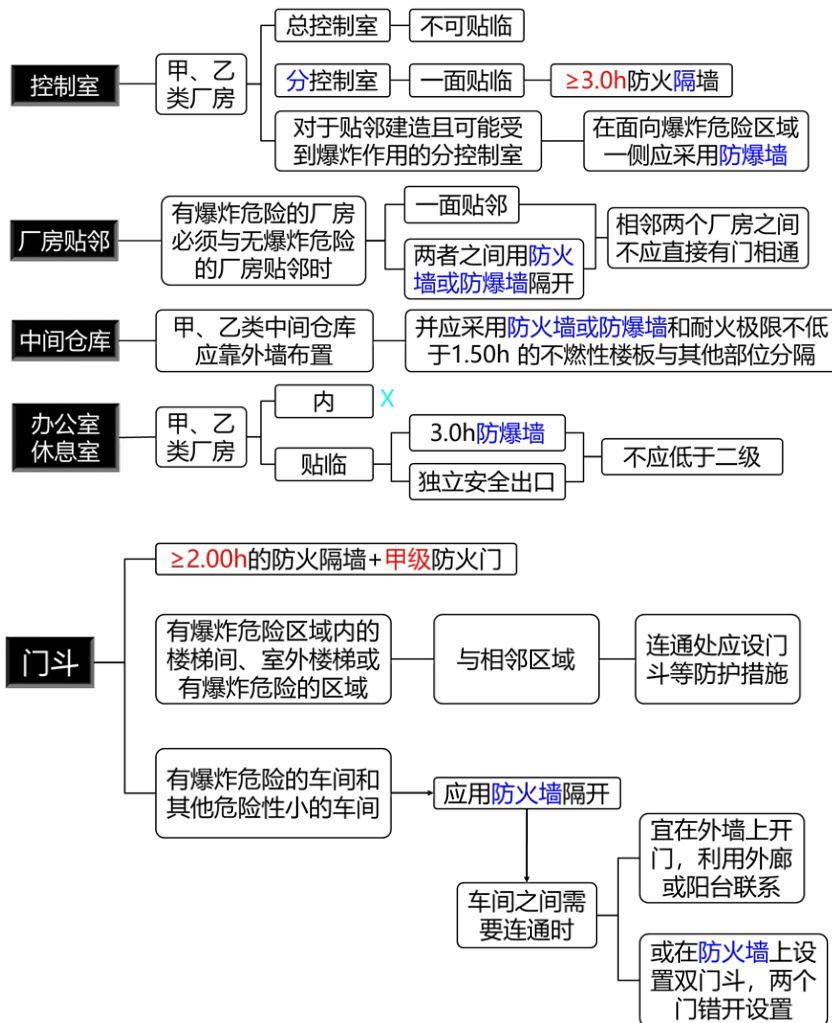 控制室
甲、乙
类厂房
总控制室
不可贴临
分控制室
一面贴临
≥3.0h防火隔墙
对于贴邻建造且可能受
到爆炸作用的分控制室
在面向爆炸危险区域
一侧应采用防爆墙
厂房贴邻
有爆炸危险的厂房
必须与无爆炸危险
的厂房贴邻时
一面贴邻
两者之间用防火
墙或防爆墙隔开
相邻两个厂房之间
不应直接有门相通
中间仓库
甲、乙类中间仓库
应靠外墙布置
并应采用防火墙或防爆墙和耐火极限不低
于1.50h 的不燃性楼板与其他部位分隔
办公室
休息室
甲、乙
类厂房
内
X
贴临
3.0h防爆墙
独立安全出口
不应低于二级
门斗
≥2.00h的防火隔墙+甲级防火门
有爆炸危险区域内的
楼梯间、室外楼梯或
有爆炸危险的区域
与相邻区域
连通处应设门
斗等防护措施
有爆炸危险的车间和
其他危险性小的车间
应用防火墙隔开
车间之间需
要连通时
宜在外墙上开
门，利用外廊
或阳台联系
或在防火墙上设
置双门斗，两个
门错开设置